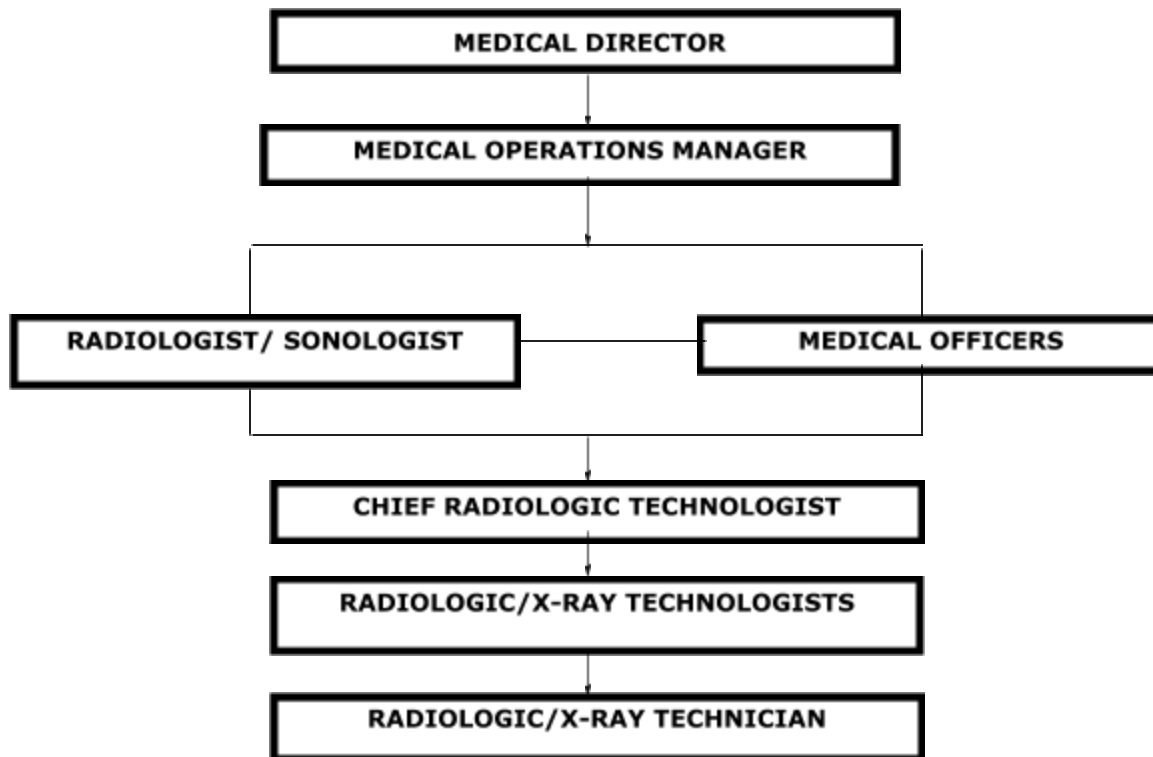 MEDICAL DIRECTOR
MEDICAL OPERATIONS MANAGER
RADIOLOGIST/ SONOLOGIST
MEDICAL OFFICERS
CHIEF RADIOLOGIC TECHNOLOGIST
RADIOLOGIC/X-RAY TECHNOLOGISTS
RADIOLOGIC/X-RAY TECHNICIAN